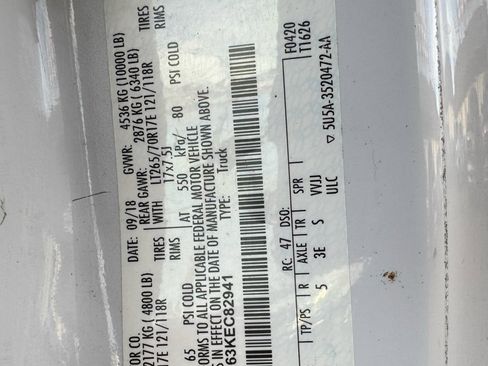 OR CO.
DATE: 09/18
GVWR: 4536 KG (10000 LB)
2177 KG ( 4800 LB)
REAR GAWR: 2876 KG ( 6340 LB)
17E 121/118R
WITH LT265/70R17E 121/118R TIRES
17x7.5J RIMS
TIRES
RIMS
65 PSI COLD
AT 550 kPa/ 80 PSI COLD
ORMS TO ALL APPLICABLE FEDERAL MOTOR VEHICLE
IN EFFECT ON THE DATE OF MANUFACTURE SHOWN ABOVE.
63KEC82941
TYPE: Truck
F0420
T1626
RC: 47 DSO:
TP/PS R AXLE TR SPR
5 3E S VVJJ
ULC
▽ 5U5A-3520472-AA